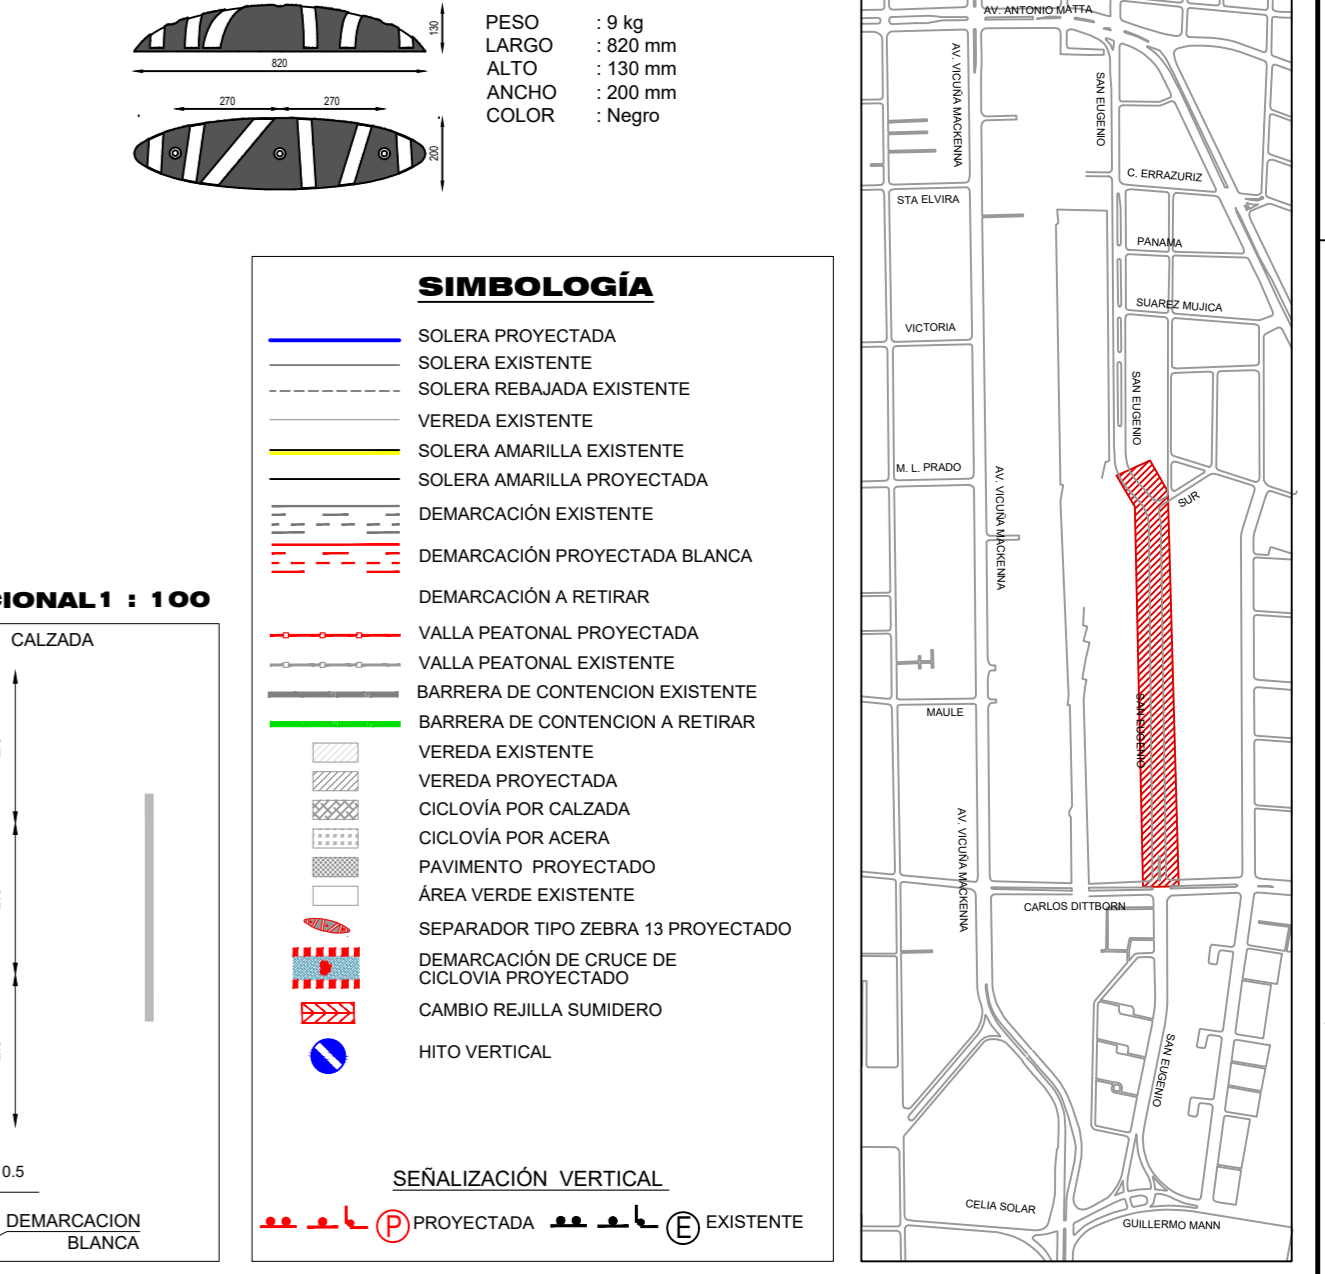 130
820
270 270
200
PESO : 9 kg
LARGO : 820 mm
ALTO : 130 mm
ANCHO : 200 mm
COLOR : Negro
CIONAL 1 : 100
CALZADA
0.5
DEMARCACION
BLANCA
SIMBOLOGÍA
SOLERA PROYECTADA
SOLERA EXISTENTE
SOLERA REBAJADA EXISTENTE
VEREDA EXISTENTE
SOLERA AMARILLA EXISTENTE
SOLERA AMARILLA PROYECTADA
DEMARCACIÓN EXISTENTE
DEMARCACIÓN PROYECTADA BLANCA
DEMARCACIÓN A RETIRAR
VALLA PEATONAL PROYECTADA
VALLA PEATONAL EXISTENTE
BARRERA DE CONTENCION EXISTENTE
BARRERA DE CONTENCION A RETIRAR
VEREDA EXISTENTE
VEREDA PROYECTADA
CICLOVÍA POR CALZADA
CICLOVÍA POR ACERA
PAVIMENTO PROYECTADO
ÁREA VERDE EXISTENTE
SEPARADOR TIPO ZEBRA 13 PROYECTADO
DEMARCACIÓN DE CRUCE DE
CICLOVIA PROYECTADO
CAMBIO REJILLA SUMIDERO
HITO VERTICAL
SEÑALIZACIÓN VERTICAL
P PROYECTADA E EXISTENTE
AV. ANTONIO MATTA
AV. VICUÑA MACKENNA
SAN EUGENIO
C. ERRAZURIZ
STA ELVIRA
PANAMA
SUAREZ MUJICA
VICTORIA
SAN EUGENIO
M. L. PRADO
AV. VICUÑA MACKENNA
SUR
SAN EUGENIO
MAULE
AV. VICUÑA MACKENNA
CARLOS DITTBORN
SAN EUGENIO
CELIA SOLAR
GUILLERMO MANN